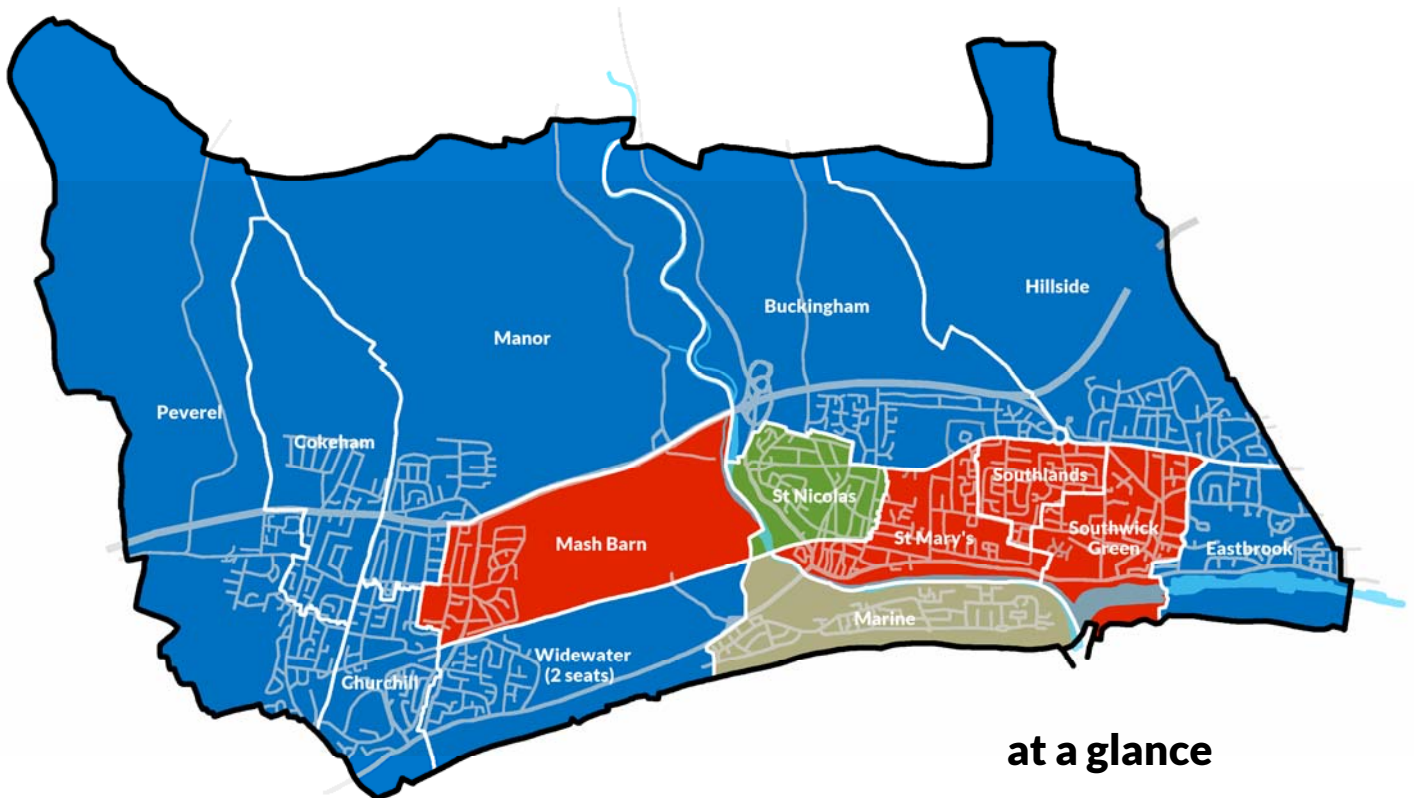 Hillside
Buckingham
Manor
Peverel
Cokeham
Southlands
St Nicolas
Southwick
Green
St Mary's
Mash Barn
Eastbrook
Marine
Widewater
(2 seats)
Churchill
at a glance